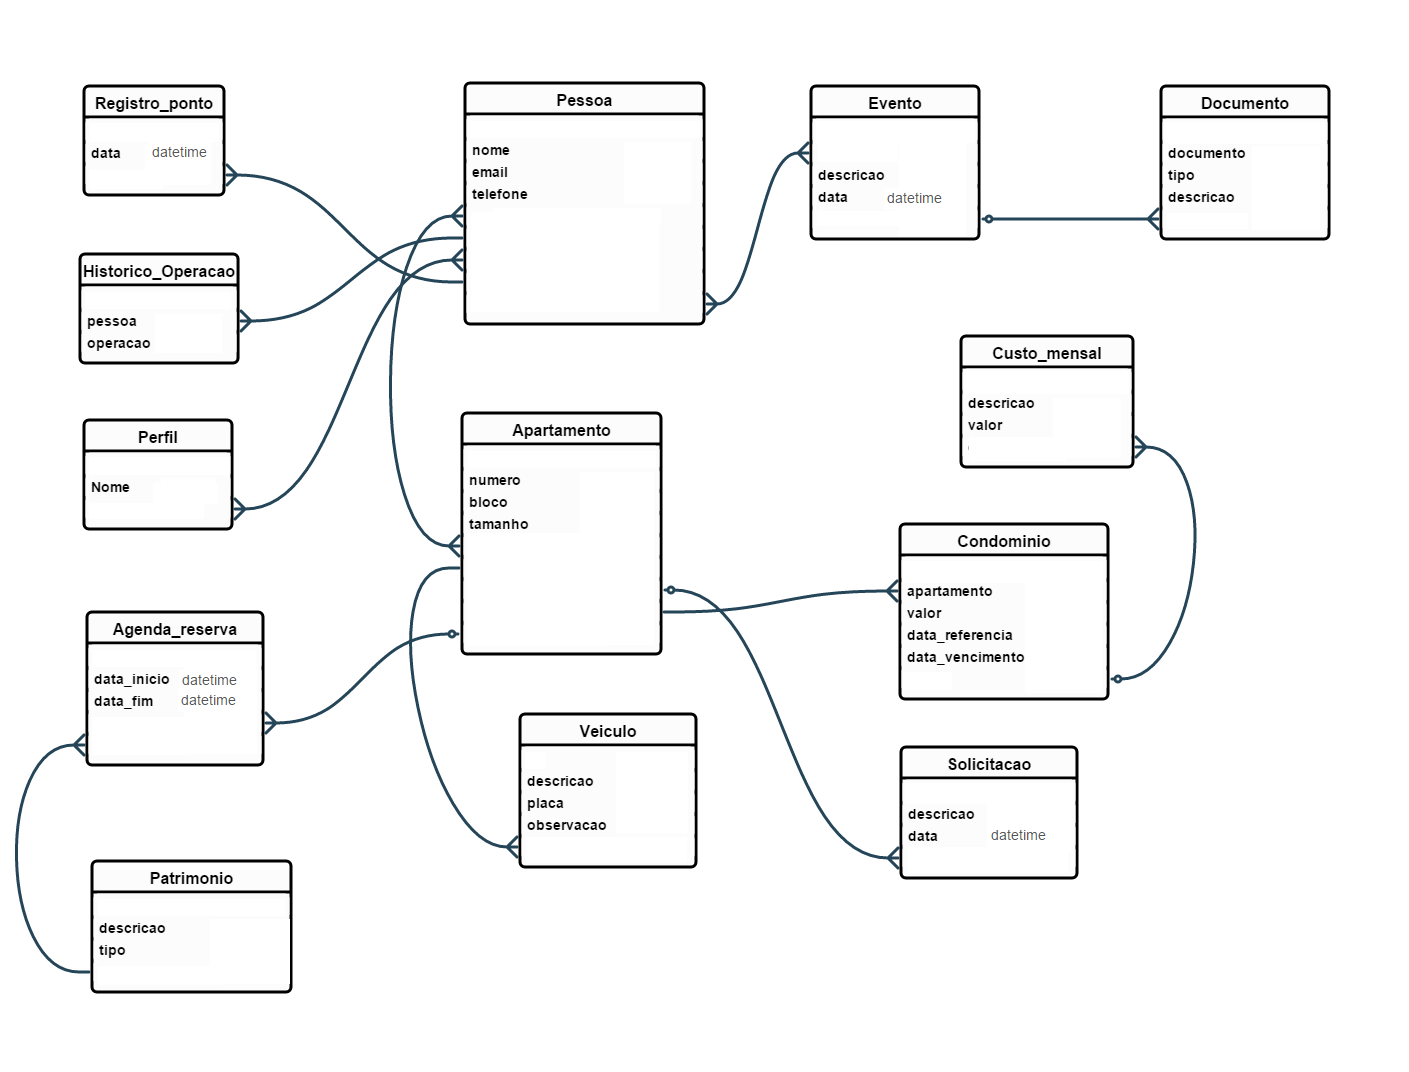 Registro_ponto
data datetime
Pessoa
nome
email
telefone
Evento
descricao
data datetime
Documento
documento
tipo
descricao
Historico_Operacao
pessoa
operacao
Custo_mensal
descricao
valor
Perfil
Nome
Apartamento
numero
bloco
tamanho
Condominio
apartamento
valor
data_referencia
data_vencimento
Agenda_reserva
data_inicio datetime
data_fim datetime
Veiculo
descricao
placa
observacao
Solicitacao
descricao
data datetime
Patrimonio
descricao
tipo